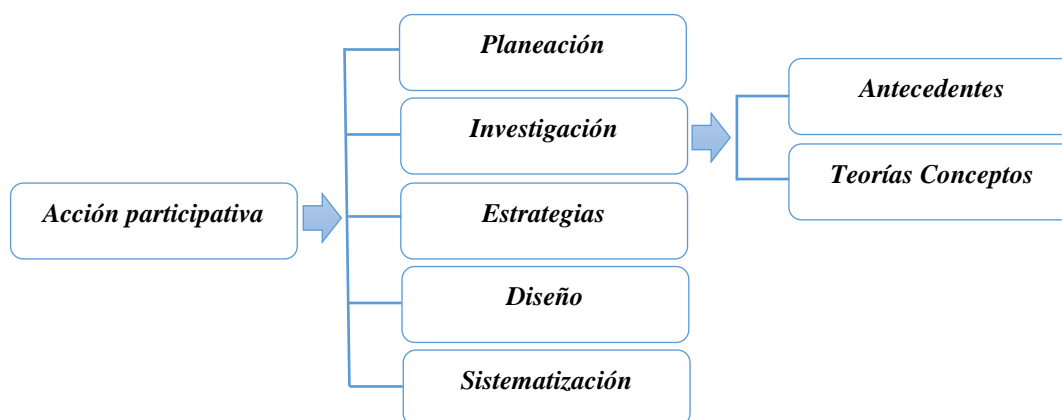 Acción participativa
Planeación
Investigación
Estrategias
Diseño
Sistematización
Antecedentes
Teorías Conceptos